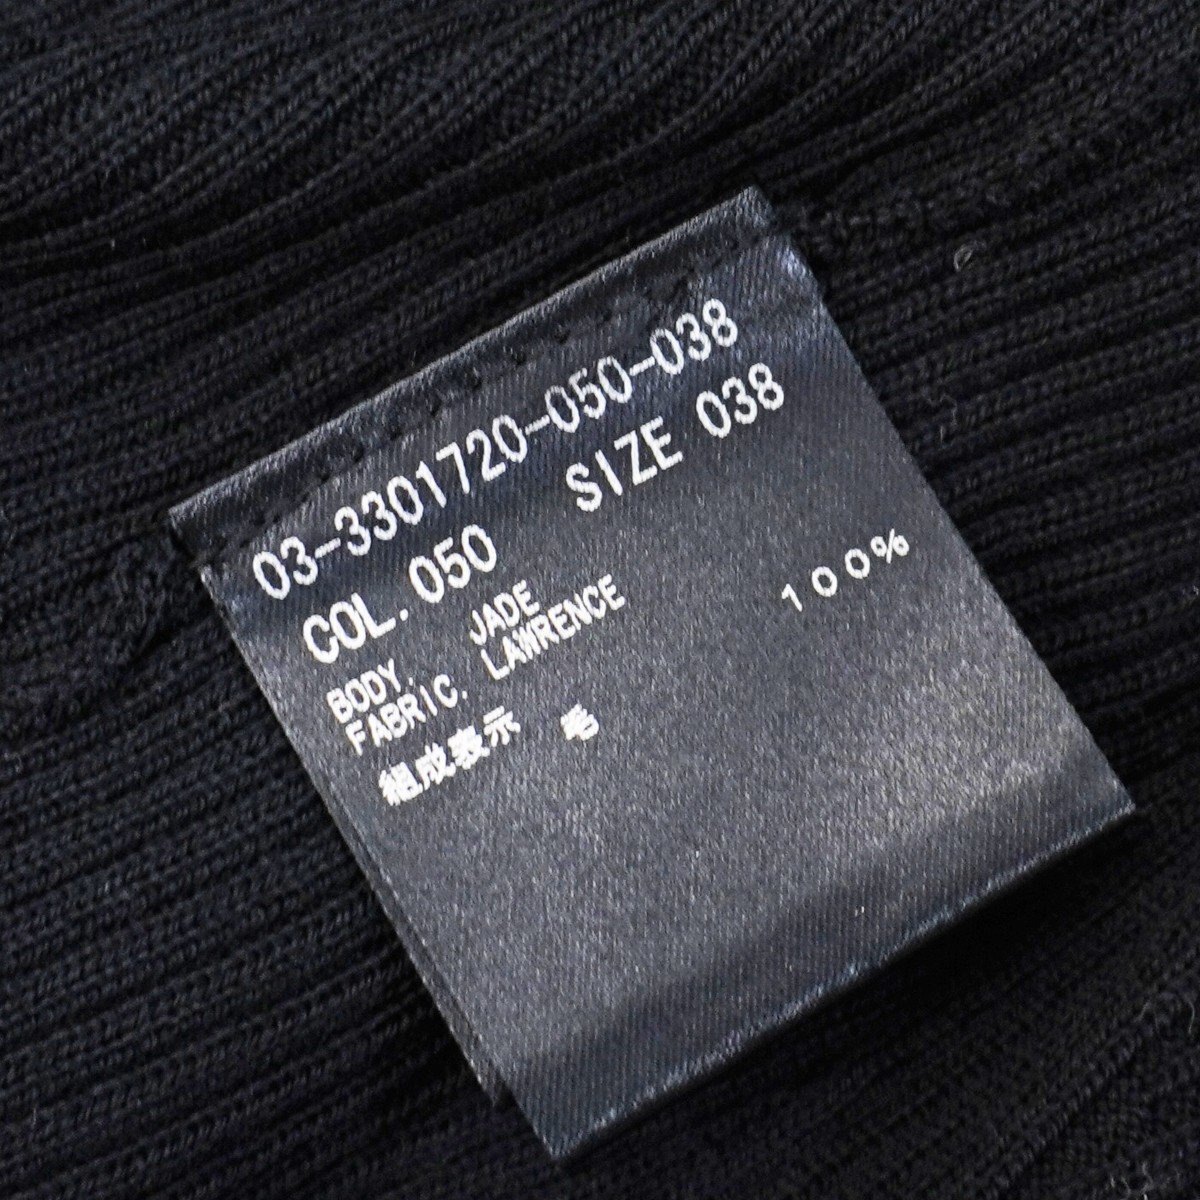 03-3301720-050-038
COL. 050 SIZE 038
BODY. JADE
FABRIC. LAWRENCE
組成表示 毛 100%